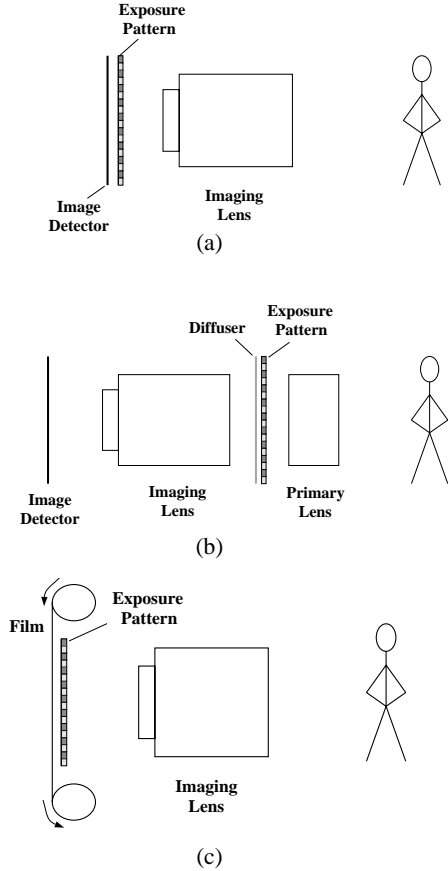 Exposure
Pattern
Image
Detector
Imaging
Lens
(a)
Diffuser
Exposure
Pattern
Image
Detector
Imaging
Lens
Primary
Lens
(b)
Film
Exposure
Pattern
Imaging
Lens
(c)